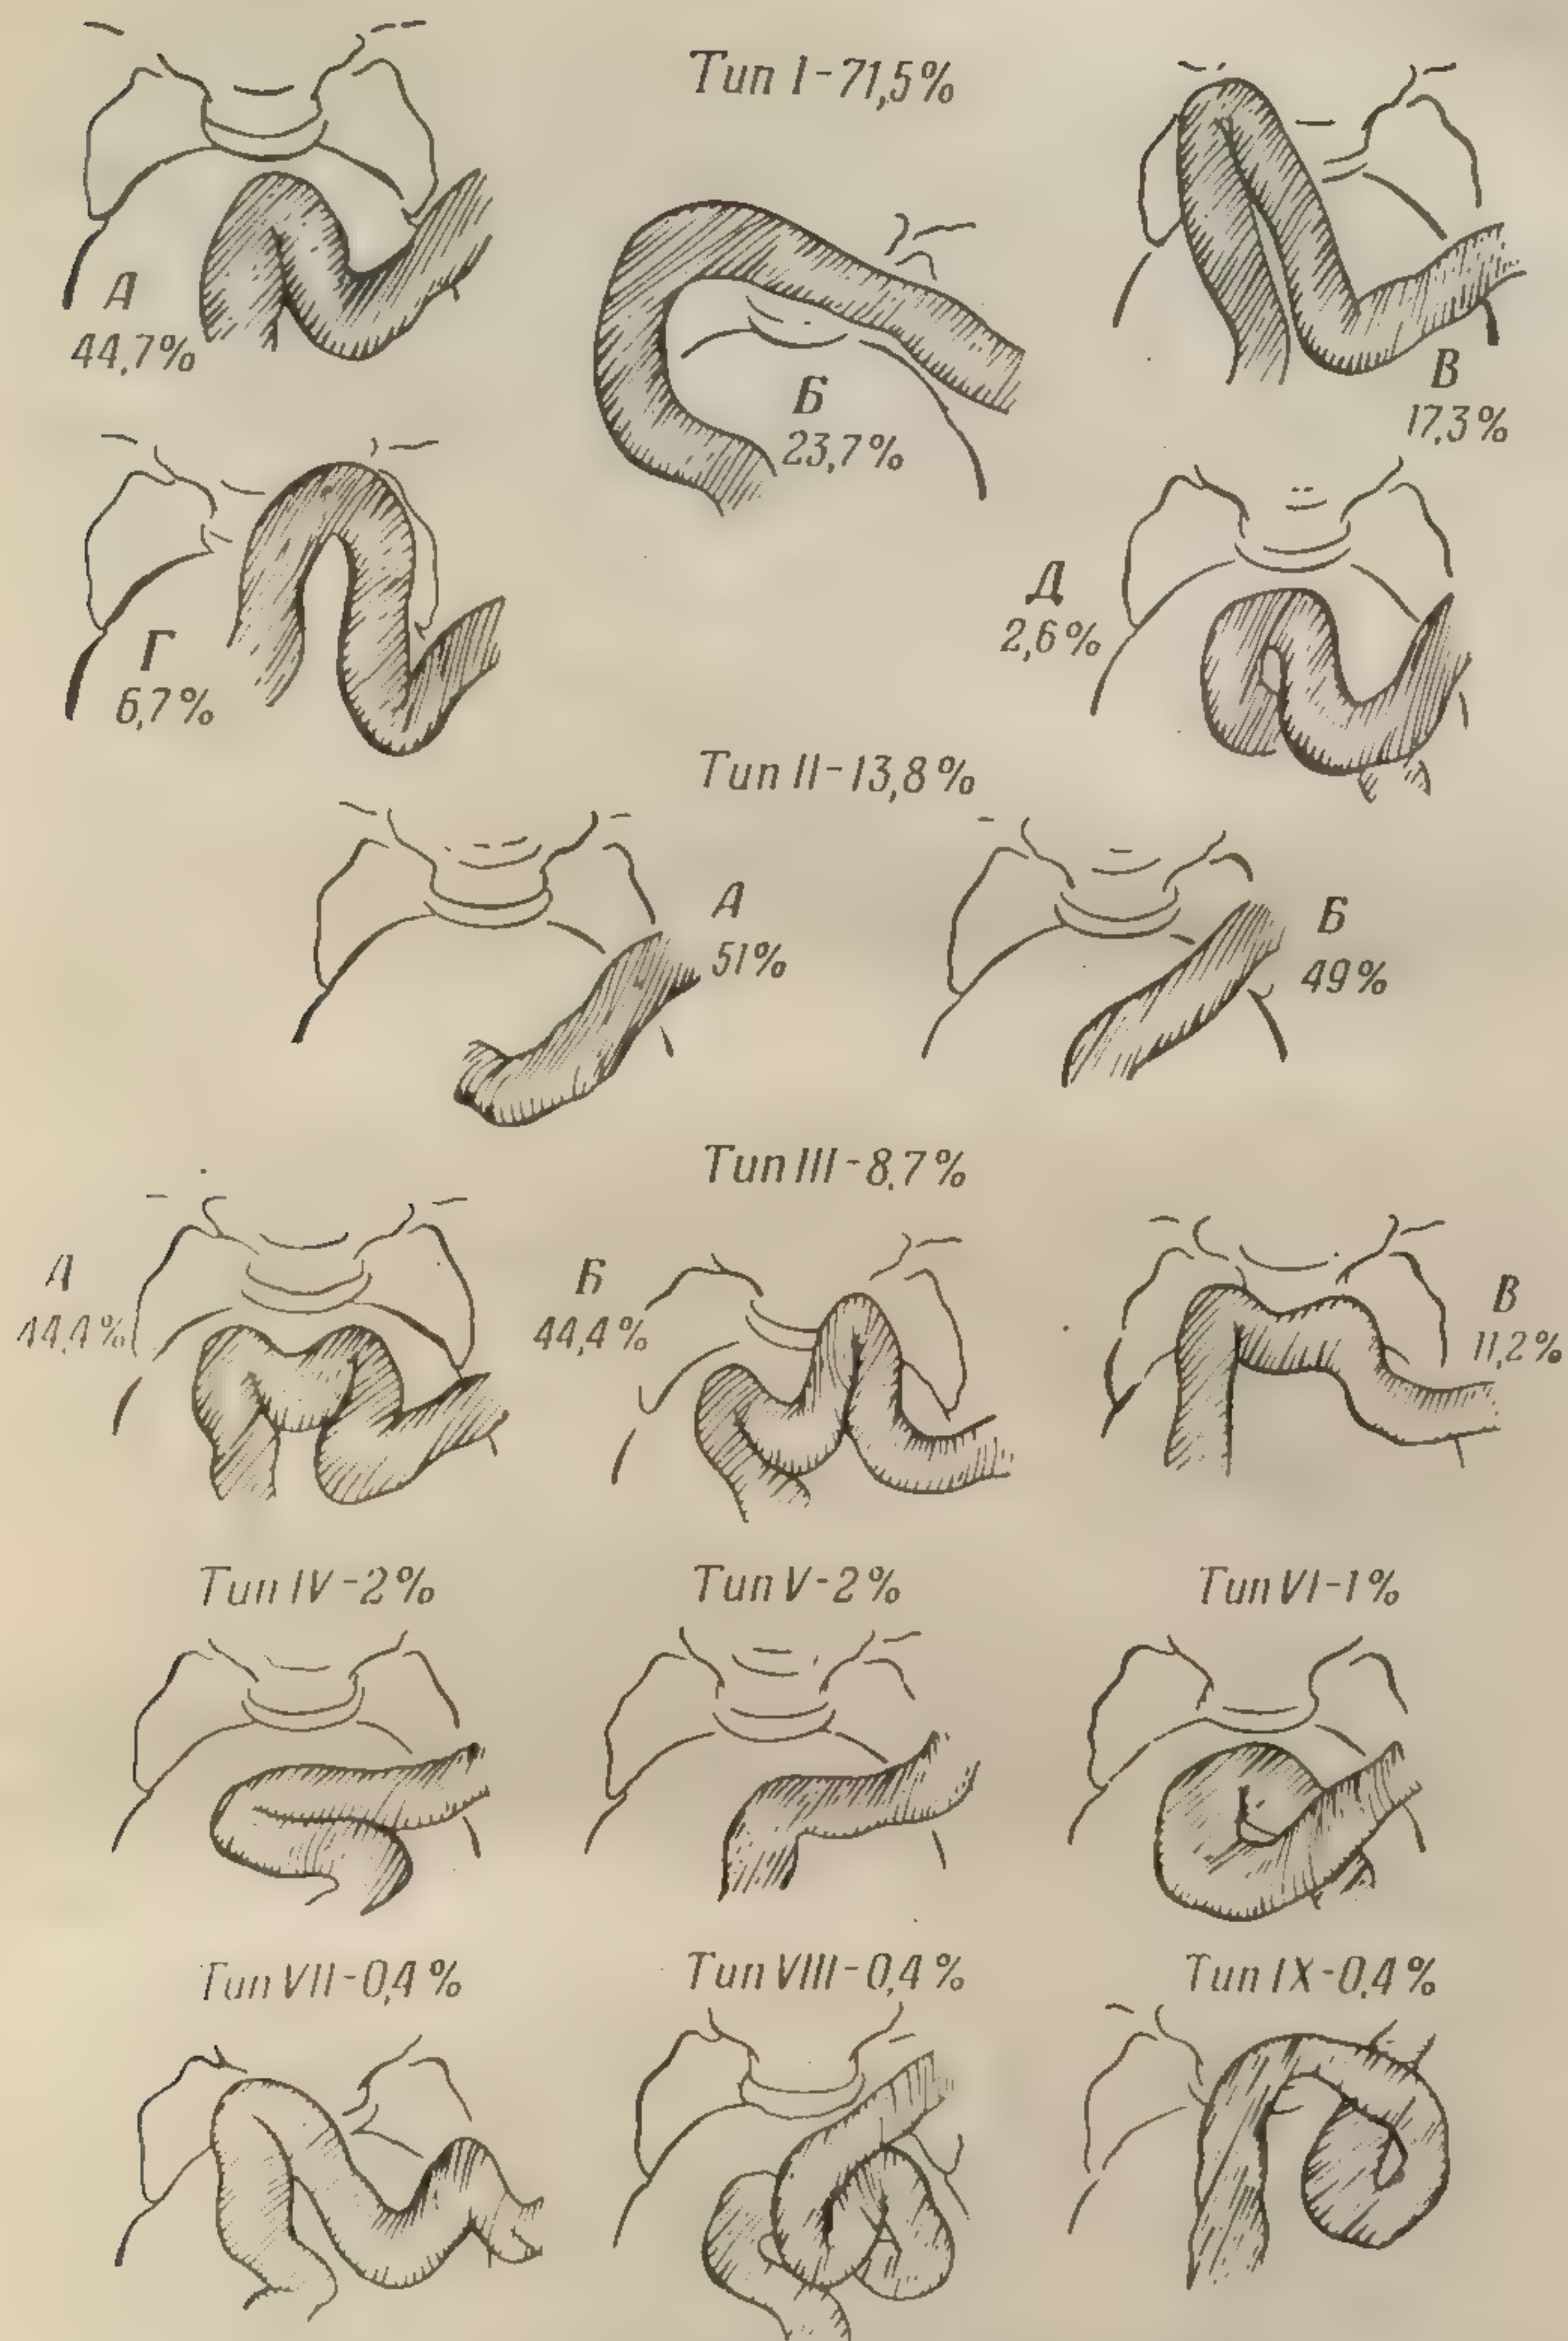 Тип I-71,5%
А
44,7%
Б
23,7%
В
17,3%
Г
6,7%
Д
2,6%
Тип II-13,8%
А
51%
Б
49%
Тип III-8,7%
А
44,4%
Б
44,4%
В
11,2%
Тип IV-2%
Тип V-2%
Тип VI-1%
Тип VII-0,4%
Тип VIII-0,4%
Тип IX-0,4%